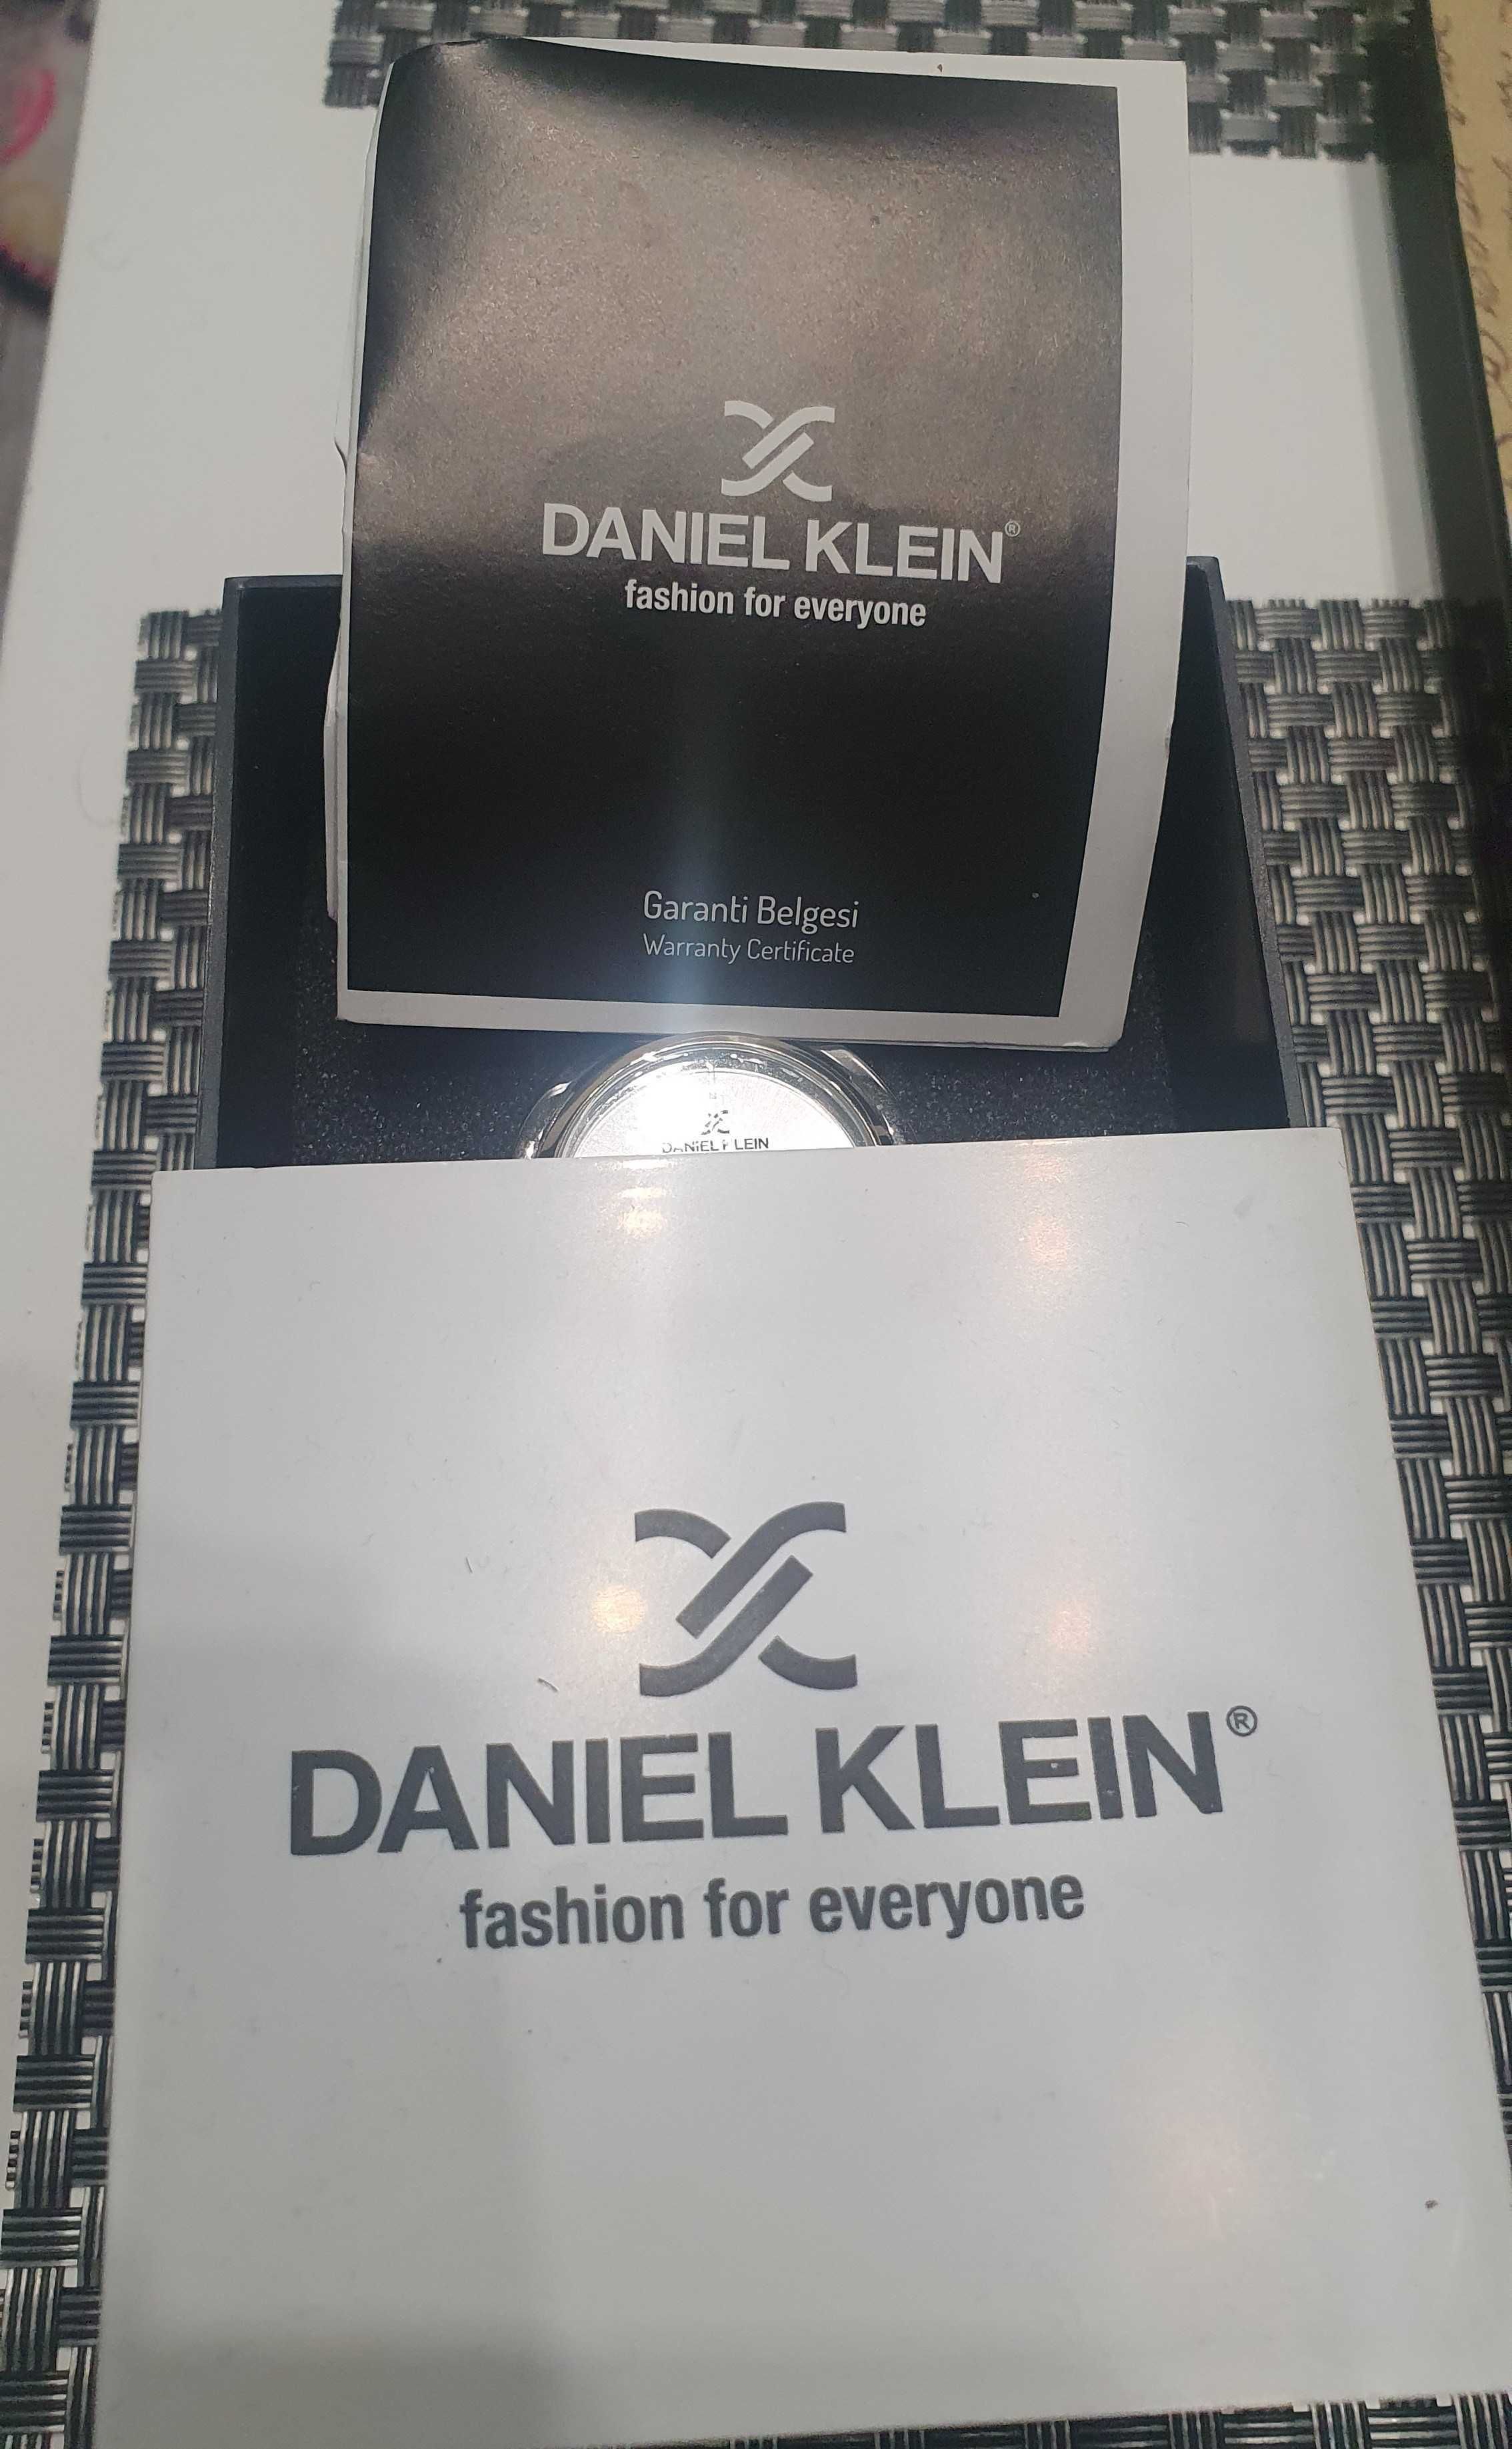 DANIEL KLEIN®
fashion for everyone
Garanti Belgesi
Warranty Certificate
DANIEL KLEIN
DANIEL KLEIN®
fashion for everyone